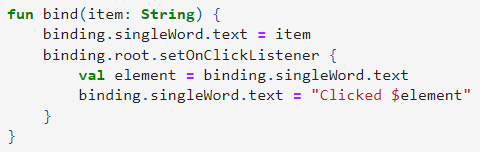 fun bind(item: String) {
    binding.singleWord.text = item
    binding.root.setOnClickListener {
        val element = binding.singleWord.text
        binding.singleWord.text = "Clicked $element"
    }
}